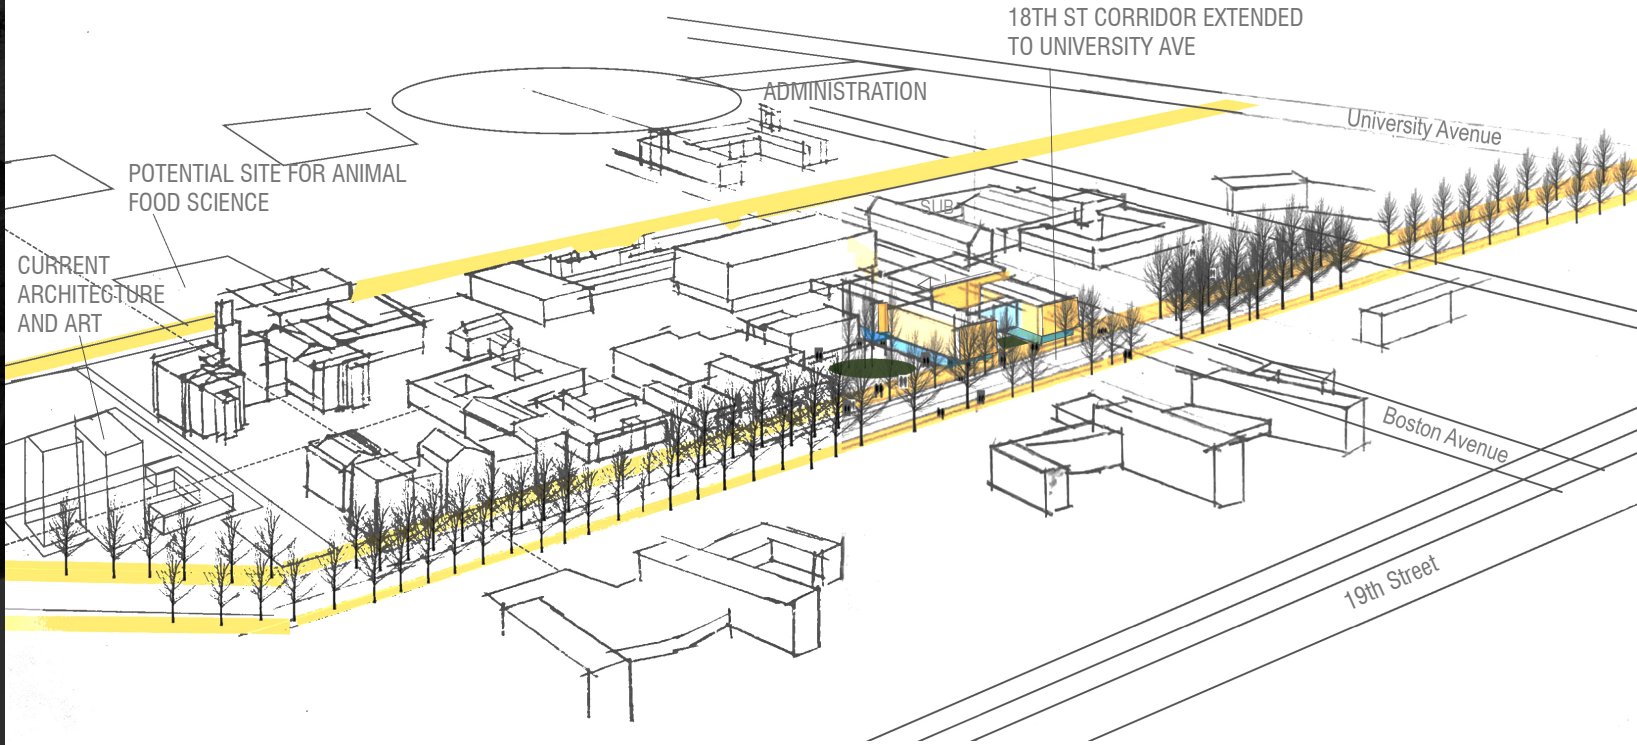 18TH ST CORRIDOR EXTENDED
TO UNIVERSITY AVE
ADMINISTRATION
University Avenue
POTENTIAL SITE FOR ANIMAL
FOOD SCIENCE
SUB
CURRENT
ARCHITECTURE
AND ART
Boston Avenue
19th Street